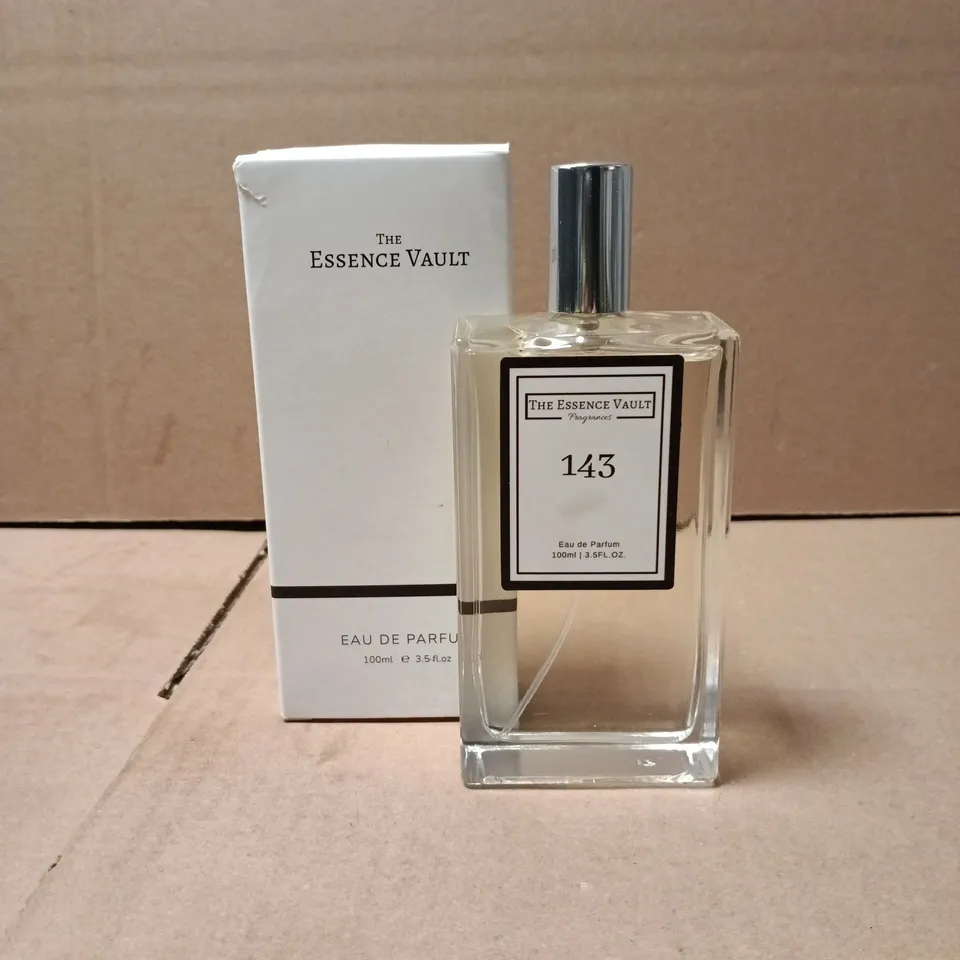 THE
ESSENCE VAULT
EAU DE PARFU
100ml e 3.5 fl.oz
THE ESSENCE VAULT
Fragrances
143
Eau de Parfum
100ml | 3.5FL.OZ.